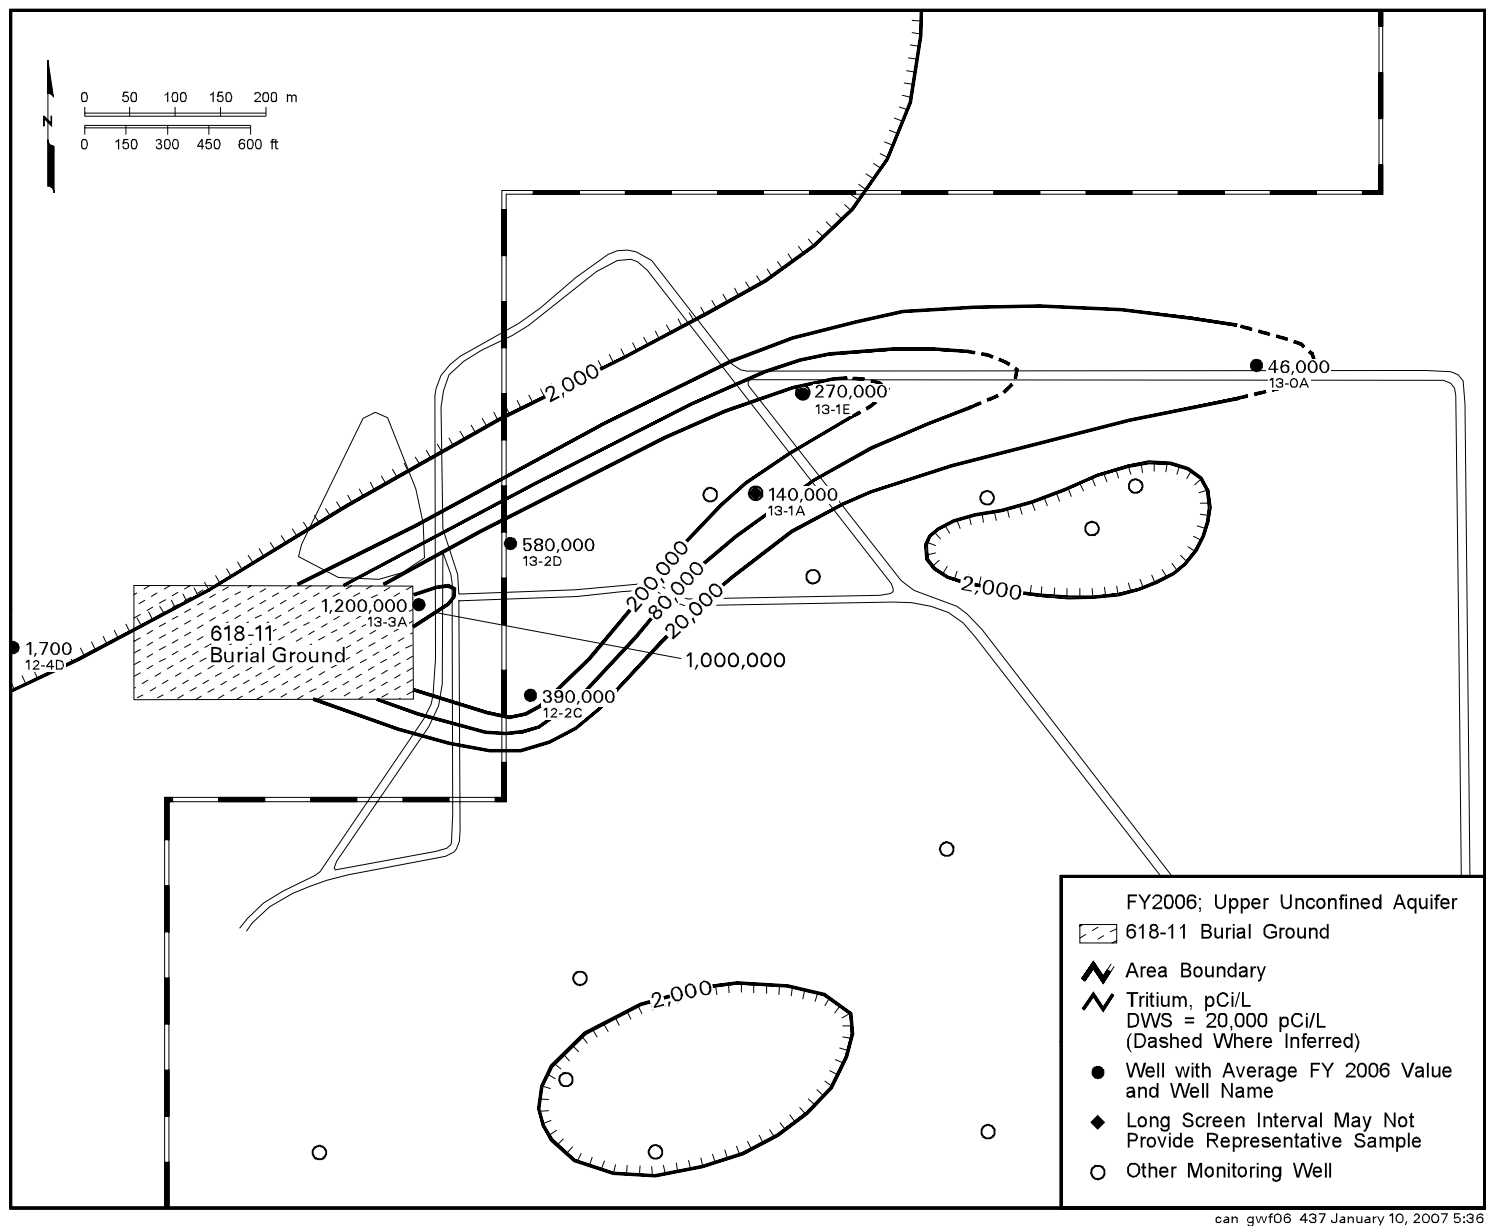 N
0 50 100 150 200 m
0 150 300 450 600 ft
2,000
46,000
13-0A
270,000
13-1E
140,000
13-1A
580,000
13-2D
200,000
80,000
20,000
2,000
1,200,000
13-3A
618-11
Burial Ground
1,700
12-4D
1,000,000
390,000
12-2C
2,000
FY2006; Upper Unconfined Aquifer
618-11 Burial Ground
Area Boundary
Tritium, pCi/L
DWS = 20,000 pCi/L
(Dashed Where Inferred)
Well with Average FY 2006 Value
and Well Name
Long Screen Interval May Not
Provide Representative Sample
Other Monitoring Well
can_gwf06_437 January 10, 2007 5:36